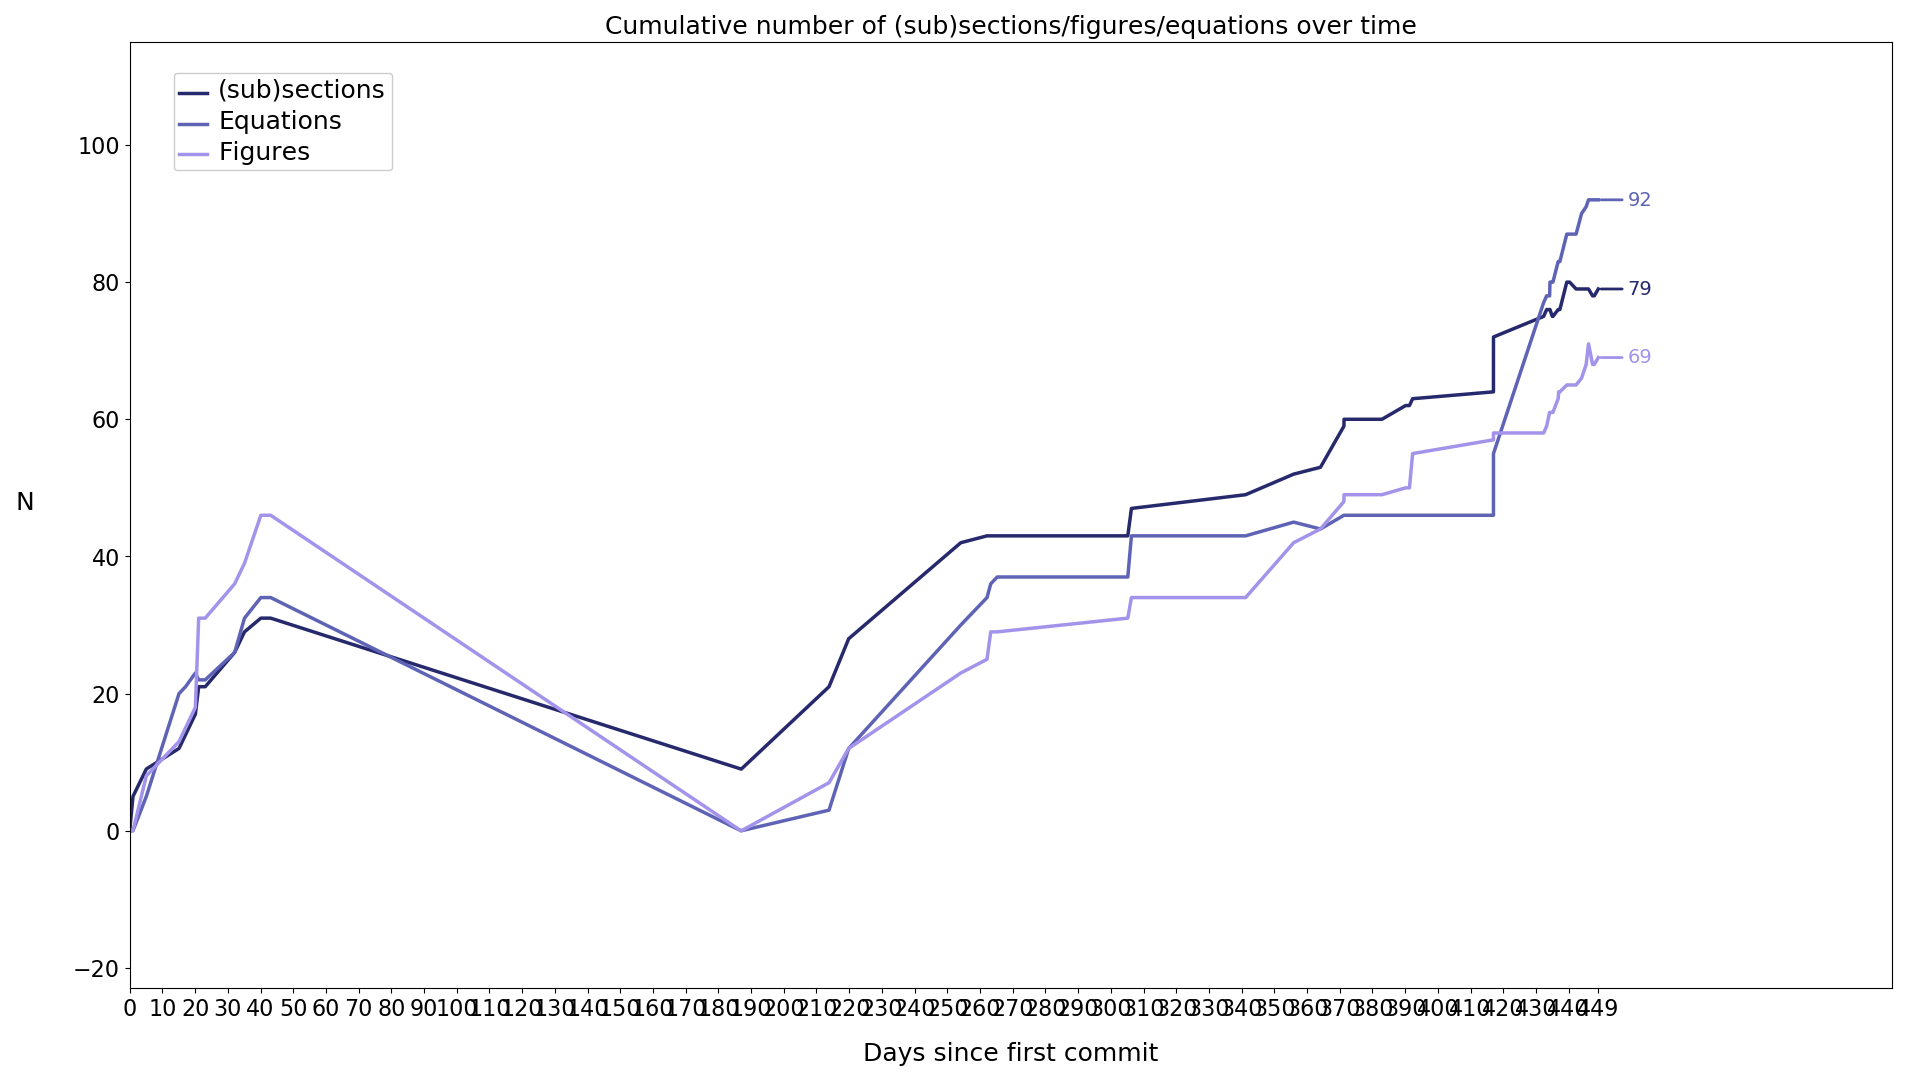 Cumulative number of (sub)sections/figures/equations over time
(sub)sections
Equations
Figures
100
80
60
40
20
0
−20
N
92
79
69
0 10 20 30 40 50 60 70 80 90 100 110 120 130 140 150 160 170 180 190 200 210 220 230 240 250 260 270 280 290 300 310 320 330 340 350 360 370 380 390 400 410 420 430 440 449
Days since first commit